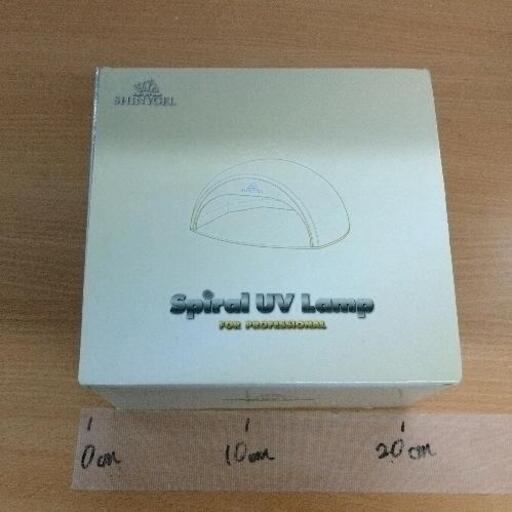 SHINYGEL
Spiral UV Lamp
FOR PROFESSIONAL
0cm 10cm 20cm